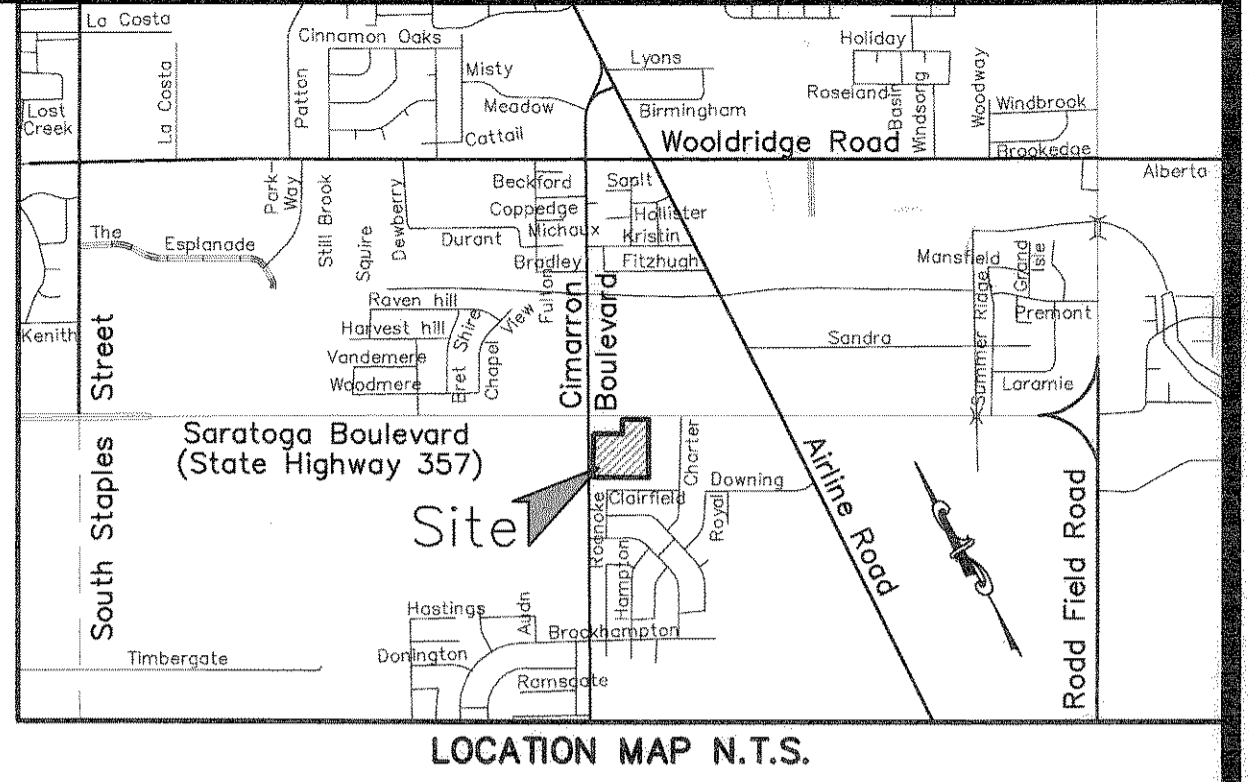 La Costa
Cinnamon Oaks
Lyons
Holiday
Misty
Lost
Creek
La Costa
Patton
Meadow
Birmingham
Roseland
Basin
Windsong
Woodway
Windbrook
Cattail
Wooldridge Road
Brookedge
Alberta
Park-
Way
Beckford
Saplt
Still Brook
Squire
Dewberry
Coppedge
Hollister
The
Esplanade
Durant
Michaux
Kristin
Bradley
Fitzhugh
Mansfield
Grand
Isle
Fulton
Raven hill
View
Premont
Kenith
Harvest hill
Shire
Bret
Chapel
Sandra
Summer Ridge
Vandemere
Woodmere
Laramie
Cimarron
Boulevard
South Staples Street
Saratoga Boulevard
(State Highway 357)
Charter
Site
Roanoke
Clairfield
Downing
Royal
Hampton
Airline Road
Rodd Field Road
Hastings
Brockhampton
Donington
Timbergate
Ramsgate
LOCATION MAP N.T.S.